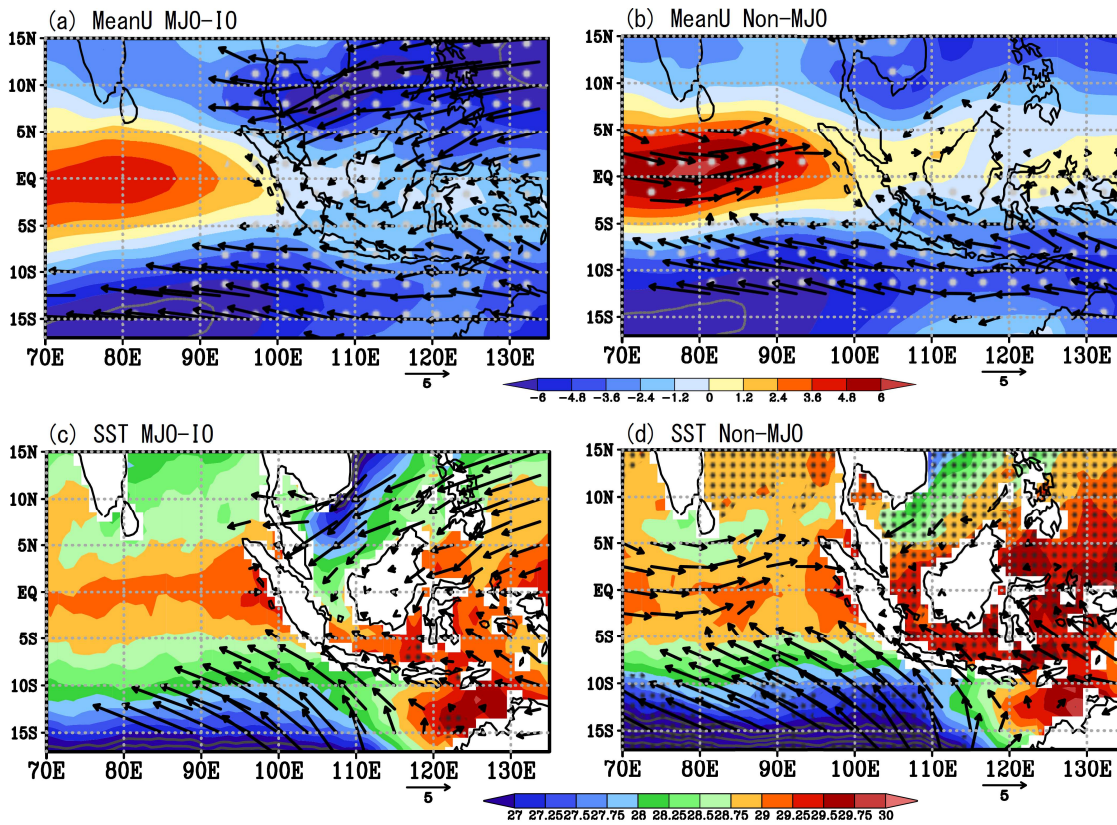 (a) MeanU MJO-IO
(b) MeanU Non-MJO
15N
10N
5N
EQ
5S
10S
15S
70E 80E 90E 100E 110E 120E 130E
5
15N
10N
5N
EQ
5S
10S
15S
70E 80E 90E 100E 110E 120E 130E
5
-6 -4.8 -3.6 -2.4 -1.2 0 1.2 2.4 3.6 4.8 6
(c) SST MJO-IO
(d) SST Non-MJO
15N
10N
5N
EQ
5S
10S
15S
70E 80E 90E 100E 110E 120E 130E
5
15N
10N
5N
EQ
5S
10S
15S
70E 80E 90E 100E 110E 120E 130E
5
27 27.25 27.5 27.75 28 28.25 28.5 28.75 29 29.25 29.5 29.75 30